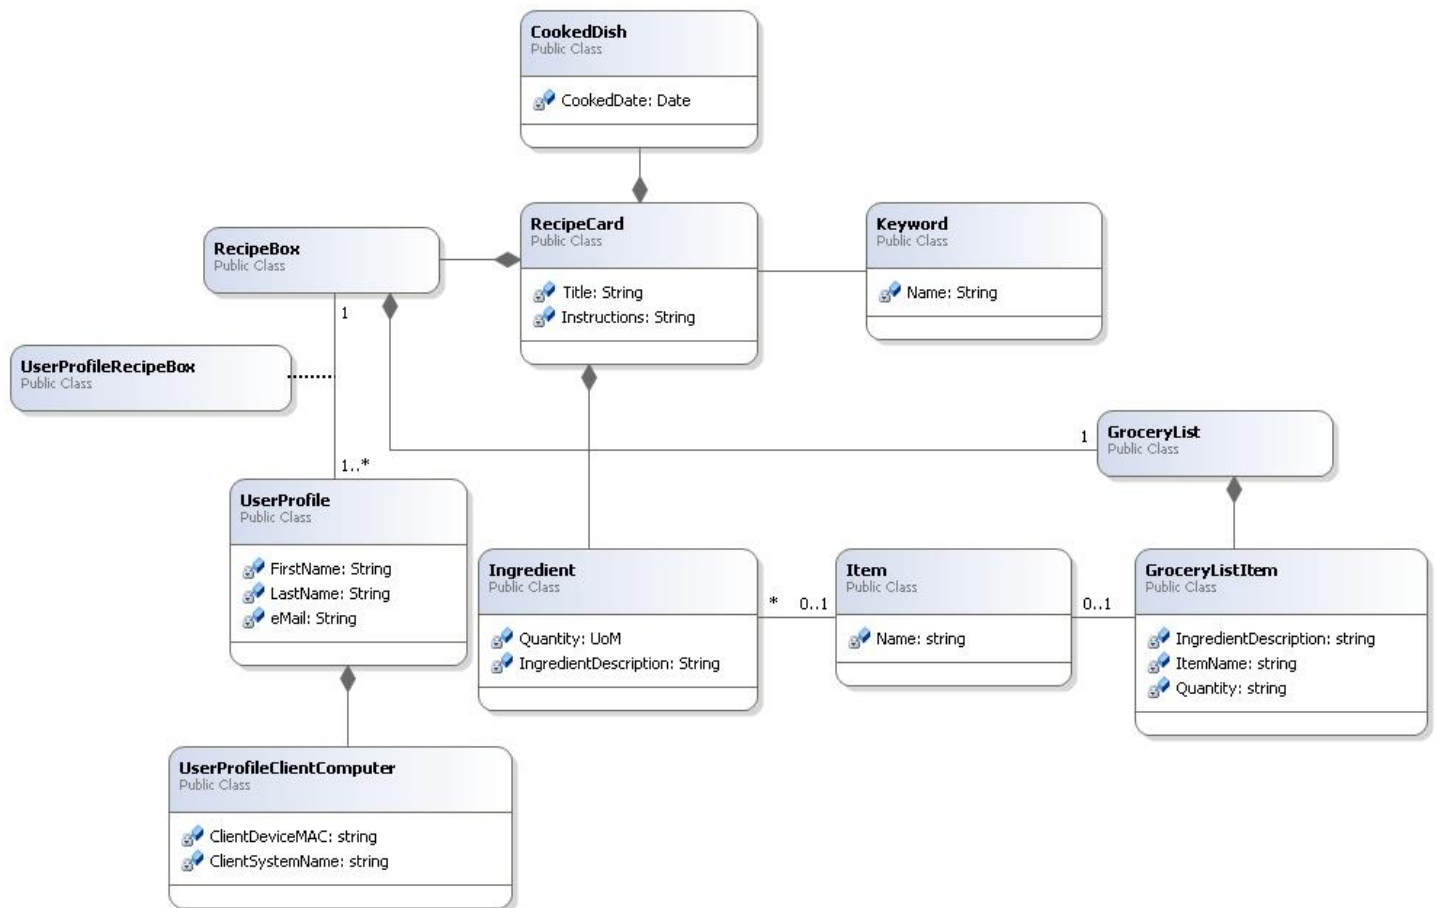 CookedDish
Public Class
CookedDate: Date
RecipeCard
Public Class
Title: String
Instructions: String
Keyword
Public Class
Name: String
RecipeBox
Public Class
1
UserProfileRecipeBox
Public Class
1..*
GroceryList
Public Class
1
UserProfile
Public Class
FirstName: String
LastName: String
eMail: String
Ingredient
Public Class
Quantity: UoM
IngredientDescription: String
* 0..1
Item
Public Class
Name: string
0..1
GroceryListItem
Public Class
IngredientDescription: string
ItemName: string
Quantity: string
UserProfileClientComputer
Public Class
ClientDeviceMAC: string
ClientSystemName: string